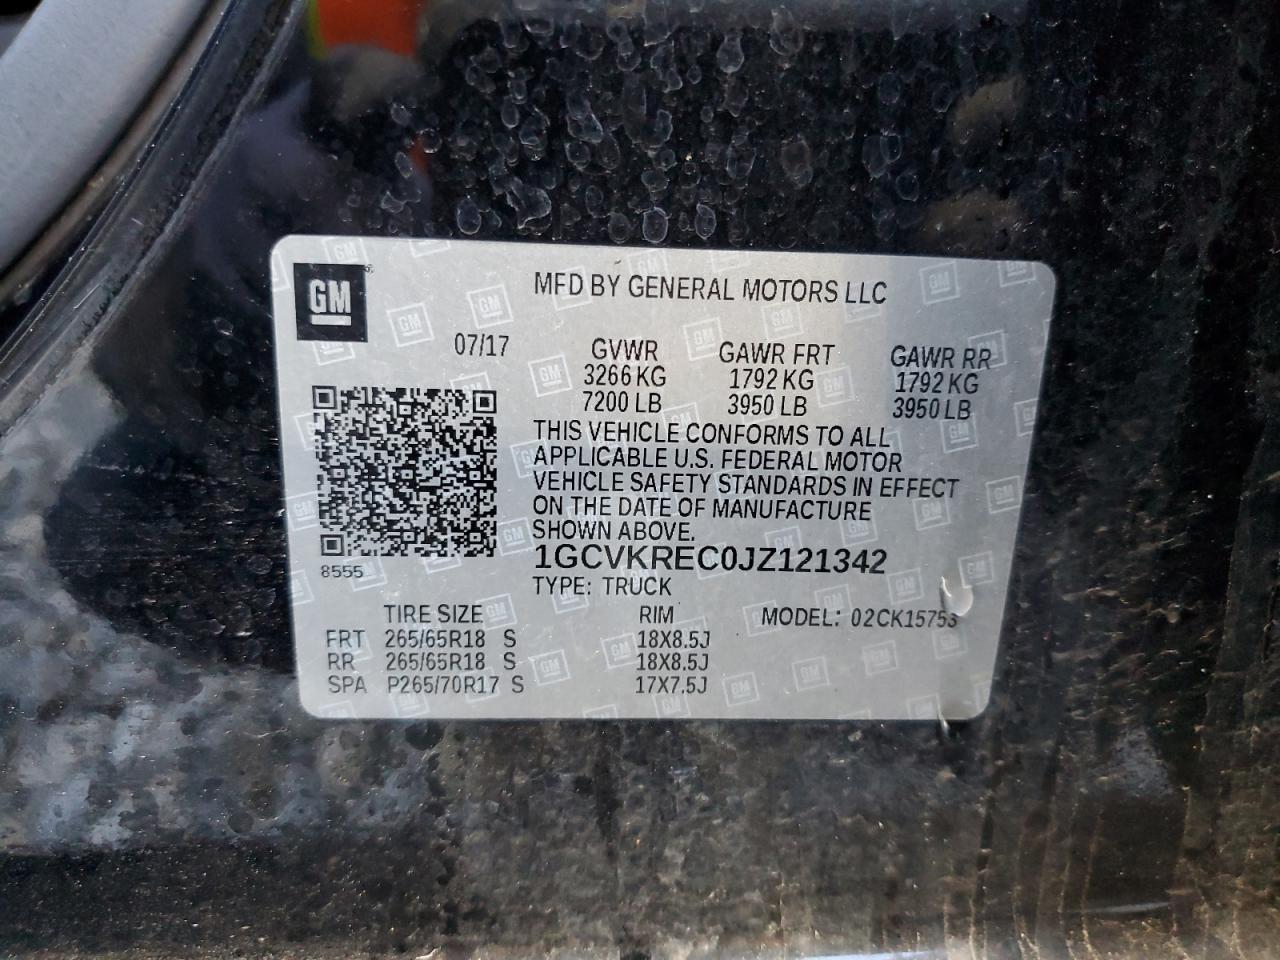 MFD BY GENERAL MOTORS LLC
GM
07/17 GVWR GAWR FRT GAWR RR
3266 KG 1792 KG 1792 KG
7200 LB 3950 LB 3950 LB
THIS VEHICLE CONFORMS TO ALL
APPLICABLE U.S. FEDERAL MOTOR
VEHICLE SAFETY STANDARDS IN EFFECT
ON THE DATE OF MANUFACTURE
SHOWN ABOVE.
1GCVKREC0JZ121342
8555
TYPE: TRUCK
TIRE SIZE RIM MODEL: 02CK15753
FRT 265/65R18 S 18X8.5J
RR 265/65R18 S 18X8.5J
SPA P265/70R17 S 17X7.5J